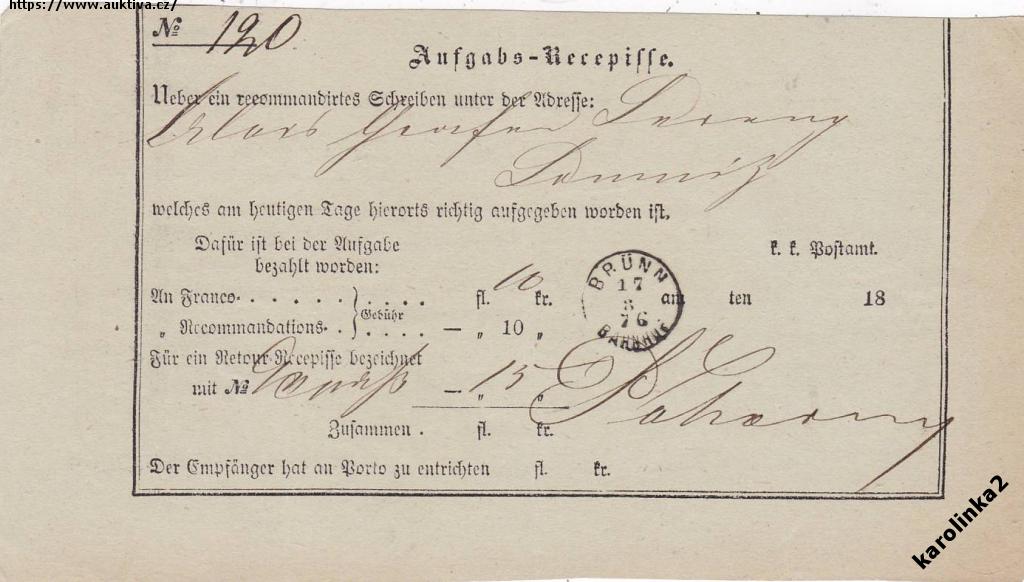 https://www.auktiva.cz/
№ 120
Aufgabs-Recepisse.
Ueber ein recommandirtes Schreiben unter der Adresse:
Grafen
welches am heutigen Tage hierorts richtig aufgegeben worden ist,
Dafür ist bei der Aufgabe
bezahlt worden:
k. k. Postamt.
An Franco . . . . . . . . . . fl. 10 kr. am ten 18
„ Recommandations . . Gebühr . . . . — „ 10 „
BRÜNN
17
8
76
BAHNHOF
Für ein Retour-Recepisse bezeichnet
mit № — „ 15 „
Zusammen . fl. kr.
Der Empfänger hat an Porto zu entrichten fl. kr.
karolinka2